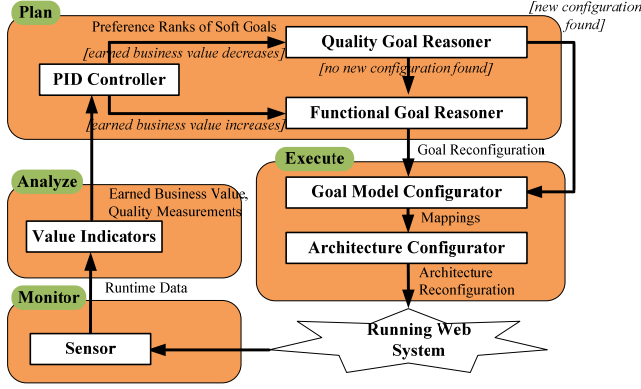 Plan
[new configuration
found]
Preference Ranks of Soft Goals
[earned business value decreases]
Quality Goal Reasoner
[no new configuration found]
PID Controller
Functional Goal Reasoner
[earned business value increases]
Goal Reconfiguration
Execute
Analyze
Earned Business Value,
Quality Measurements
Goal Model Configurator
Mappings
Value Indicators
Architecture Configurator
Architecture
Reconfiguration
Runtime Data
Monitor
Running Web
System
Sensor